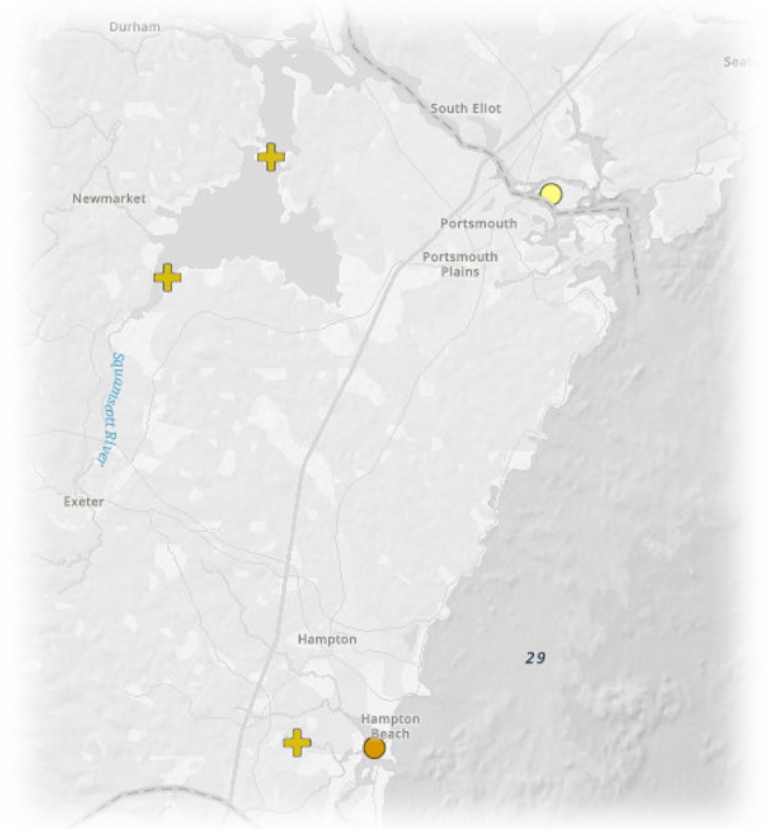 Durham
Seab
South Eliot
Newmarket
Portsmouth
Portsmouth
Plains
Squamscott River
Exeter
Hampton
29
Hampton
Beach